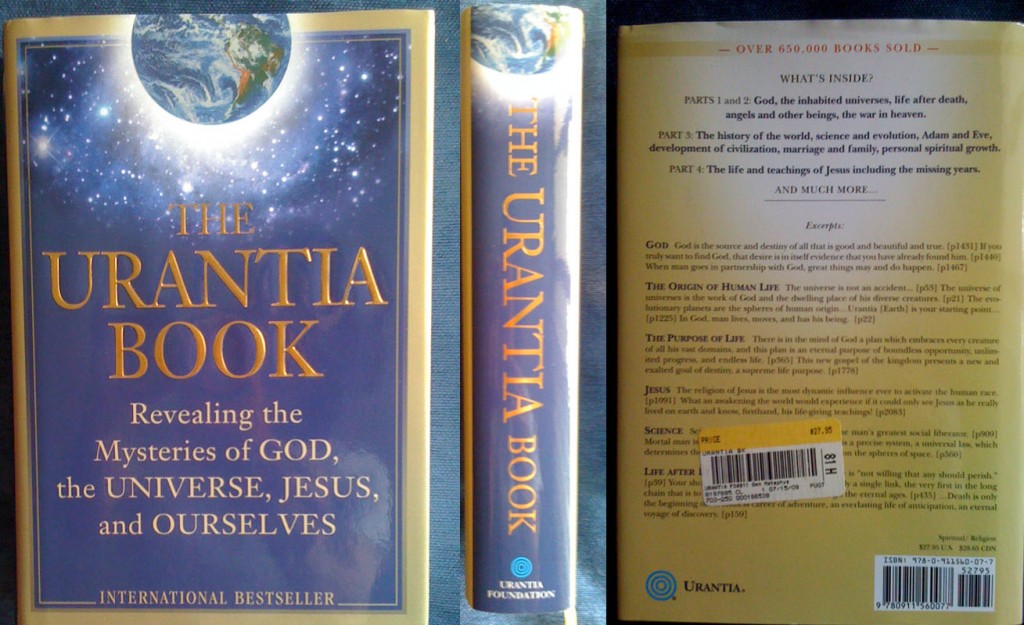 THE
URANTIA
BOOK
Revealing the
Mysteries of GOD,
the UNIVERSE, JESUS,
and OURSELVES
INTERNATIONAL BESTSELLER
THE URANTIA BOOK
URANTIA
FOUNDATION
— OVER 650,000 BOOKS SOLD —
WHAT'S INSIDE?
PARTS 1 and 2: God, the inhabited universes, life after death,
angels and other beings, the war in heaven.
PART 3: The history of the world, science and evolution, Adam and Eve,
development of civilization, marriage and family, personal spiritual growth.
PART 4: The life and teachings of Jesus including the missing years.
AND MUCH MORE...
Excerpts:
GOD God is the source and destiny of all that is good and beautiful and true. [p1431] If you
truly want to find God, that desire is in itself evidence that you have already found him. [p1440]
When man goes in partnership with God, great things may and do happen. [p1467]
THE ORIGIN OF HUMAN LIFE The universe is not an accident... [p53] The universe of
universes is the work of God and the dwelling place of his diverse creatures. [p21] The evo-
lutionary planets are the spheres of human origin... Urantia [Earth] is your starting point...
[p1225] In God, man lives, moves, and has his being. [p22]
THE PURPOSE OF LIFE There is in the mind of God a plan which embraces every creature
of all his vast domains, and this plan is an eternal purpose of boundless opportunity, unlim-
ited progress, and endless life. [p365] This new gospel of the kingdom presents a new and
exalted goal of destiny, a supreme life purpose. [p1778]
JESUS The religion of Jesus is the most dynamic influence ever to activate the human race.
[p1091] What an awakening the world would experience if it could only see Jesus as he really
lived on earth and know, firsthand, his life-giving teachings! [p2083]
SCIENCE man's greatest social liberator. [p909]
Mortal man is a precise system, a universal law, which
determines the on the spheres of space. [p560]
LIFE AFTER is "not willing that any should perish."
[p39] Your only a single link, the very first in the long
chain that is to the eternal ages. [p435] ...Death is only
the beginning career of adventure, an everlasting life of anticipation, an eternal
voyage of discovery. [p159]
PRICE $27.95
URANTIA BK
H 18
07/15/09
Spiritual/ Religion
$27.95 U.S. CDN
URANTIA.
ISBN: 978-0-911560-07-7
52795
9 780911 560077